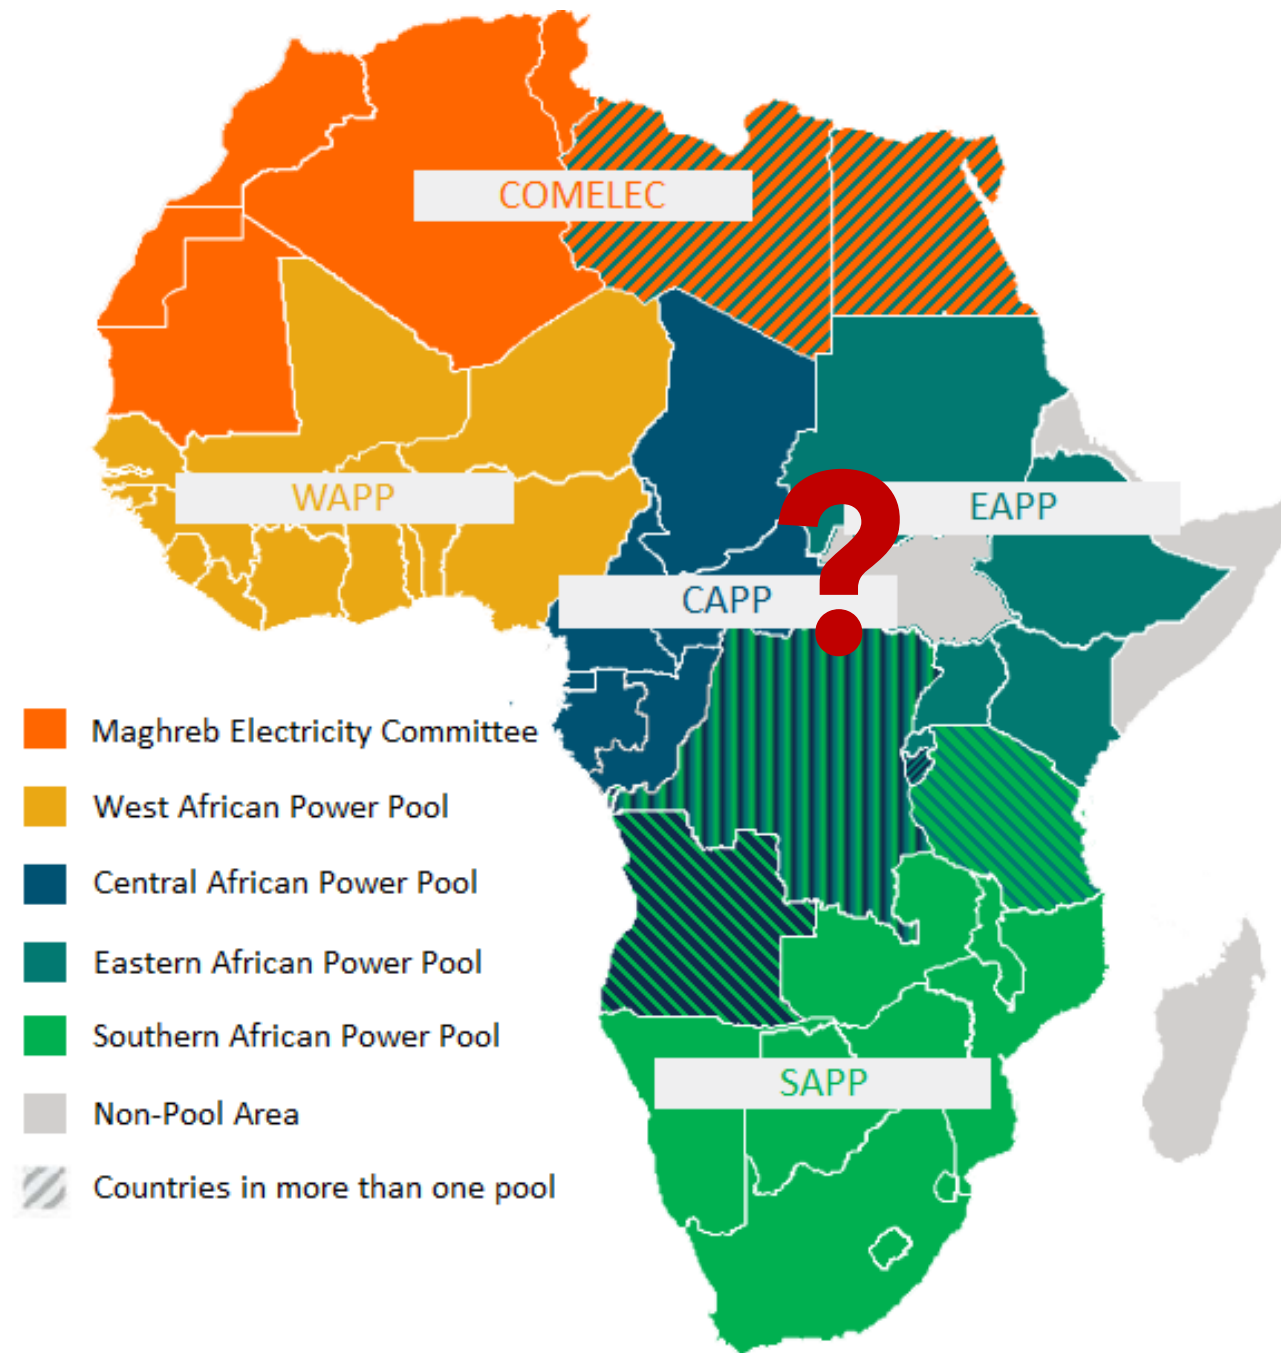 COMELEC
WAPP
EAPP
?
CAPP
Maghreb Electricity Committee
West African Power Pool
Central African Power Pool
Eastern African Power Pool
Southern African Power Pool
SAPP
Non-Pool Area
Countries in more than one pool